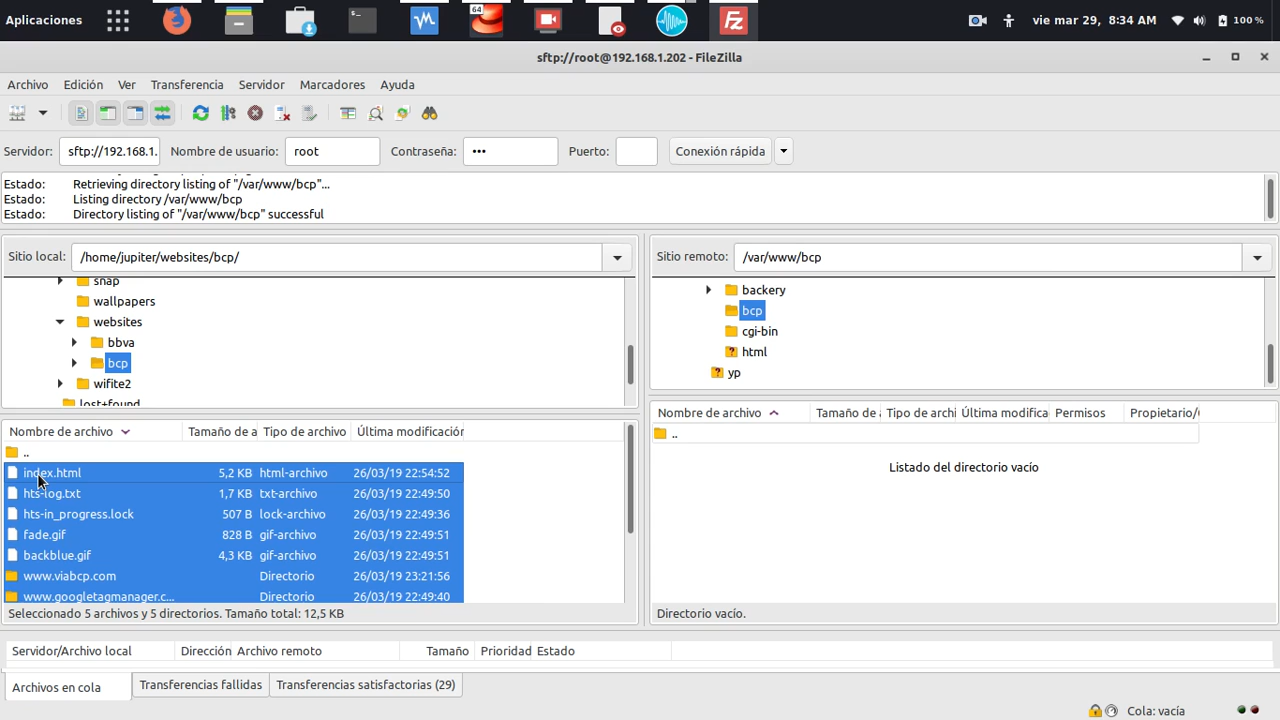 Aplicaciones
64
vie mar 29, 8:34 AM
100 %
sftp://root@192.168.1.202 - FileZilla
Archivo Edición Ver Transferencia Servidor Marcadores Ayuda
Servidor: sftp://192.168.1. Nombre de usuario: root Contraseña: ••• Puerto: Conexión rápida
Estado: Retrieving directory listing of "/var/www/bcp"...
Estado: Listing directory /var/www/bcp
Estado: Directory listing of "/var/www/bcp" successful
Sitio local: /home/jupiter/websites/bcp/
snap
wallpapers
websites
bbva
bcp
wifite2
lost+found
Nombre de archivo Tamaño de a Tipo de archivo Última modificación
..
index.html 5,2 KB html-archivo 26/03/19 22:54:52
hts-log.txt 1,7 KB txt-archivo 26/03/19 22:49:50
hts-in_progress.lock 507 B lock-archivo 26/03/19 22:49:36
fade.gif 828 B gif-archivo 26/03/19 22:49:51
backblue.gif 4,3 KB gif-archivo 26/03/19 22:49:51
www.viabcp.com Directorio 26/03/19 23:21:56
www.googletagmanager.c... Directorio 26/03/19 22:49:40
Seleccionado 5 archivos y 5 directorios. Tamaño total: 12,5 KB
Sitio remoto: /var/www/bcp
backery
bcp
cgi-bin
html
yp
Nombre de archivo Tamaño de a Tipo de archi Última modifica Permisos Propietario/
..
Listado del directorio vacío
Directorio vacío.
Servidor/Archivo local Dirección Archivo remoto Tamaño Prioridad Estado
Archivos en cola Transferencias fallidas Transferencias satisfactorias (29)
Cola: vacía